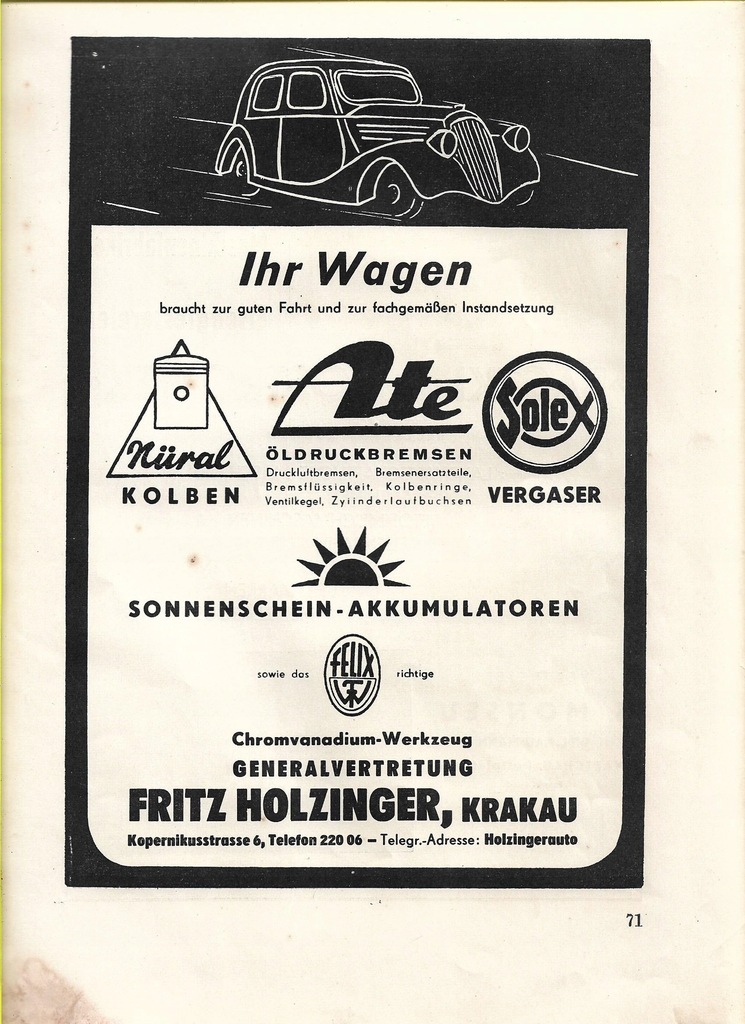 Ihr Wagen
braucht zur guten Fahrt und zur fachgemäßen Instandsetzung
Nüral
KOLBEN
Ate
ÖLDRUCKBREMSEN
Druckluftbremsen, Bremsenersatzteile,
Bremsflüssigkeit, Kolbenringe,
Ventilkegel, Zyiinderlaufbuchsen
Solex
VERGASER
SONNENSCHEIN-AKKUMULATOREN
sowie das FELIX richtige
Chromvanadium-Werkzeug
GENERALVERTRETUNG
FRITZ HOLZINGER, KRAKAU
Kopernikusstrasse 6, Telefon 220 06 — Telegr.-Adresse: Holzingerauto
71